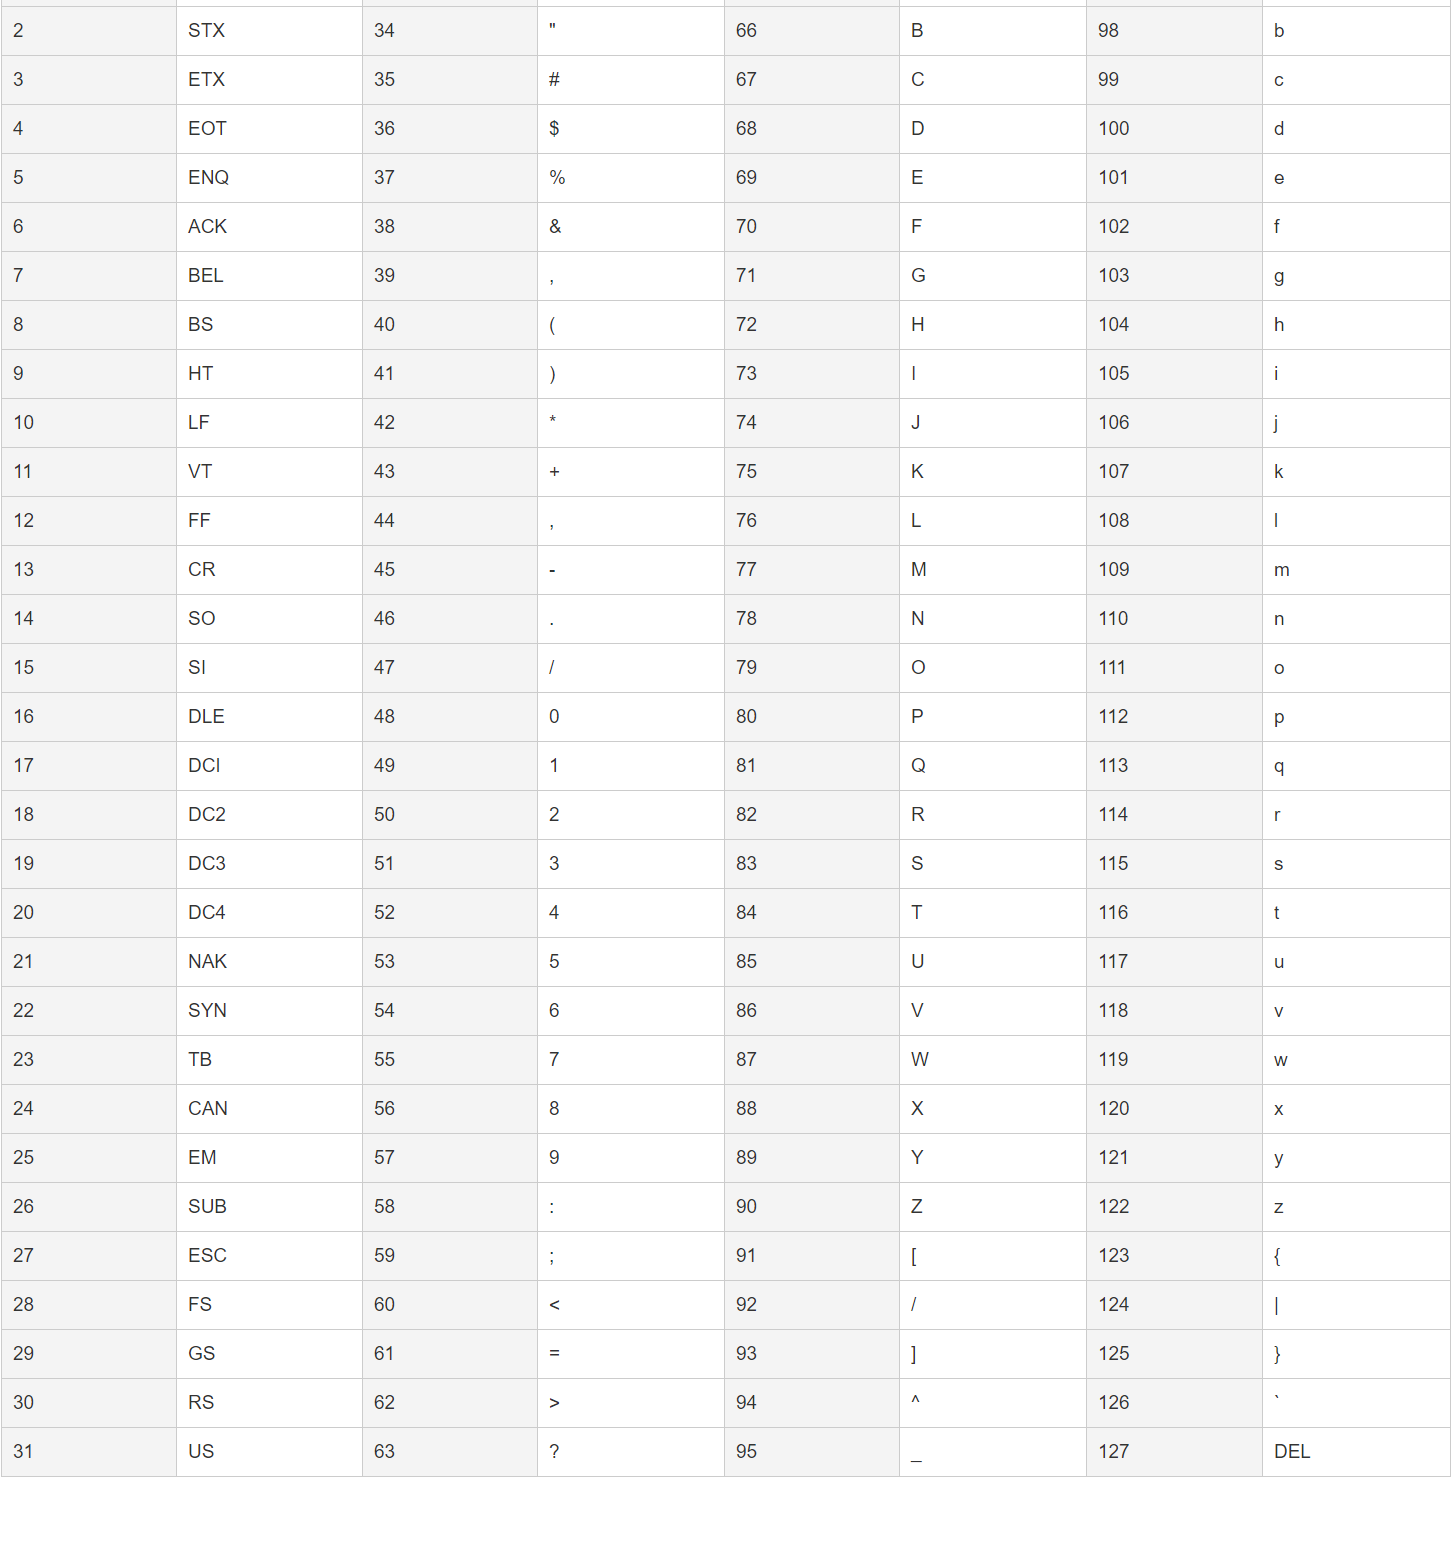 2 STX 34 " 66 B 98 b
3 ETX 35 # 67 C 99 c
4 EOT 36 $ 68 D 100 d
5 ENQ 37 % 69 E 101 e
6 ACK 38 & 70 F 102 f
7 BEL 39 , 71 G 103 g
8 BS 40 ( 72 H 104 h
9 HT 41 ) 73 I 105 i
10 LF 42 * 74 J 106 j
11 VT 43 + 75 K 107 k
12 FF 44 , 76 L 108 l
13 CR 45 - 77 M 109 m
14 SO 46 . 78 N 110 n
15 SI 47 / 79 O 111 o
16 DLE 48 0 80 P 112 p
17 DCI 49 1 81 Q 113 q
18 DC2 50 2 82 R 114 r
19 DC3 51 3 83 S 115 s
20 DC4 52 4 84 T 116 t
21 NAK 53 5 85 U 117 u
22 SYN 54 6 86 V 118 v
23 TB 55 7 87 W 119 w
24 CAN 56 8 88 X 120 x
25 EM 57 9 89 Y 121 y
26 SUB 58 : 90 Z 122 z
27 ESC 59 ; 91 [ 123 {
28 FS 60 < 92 / 124 |
29 GS 61 = 93 ] 125 }
30 RS 62 > 94 ^ 126 `
31 US 63 ? 95 _ 127 DEL